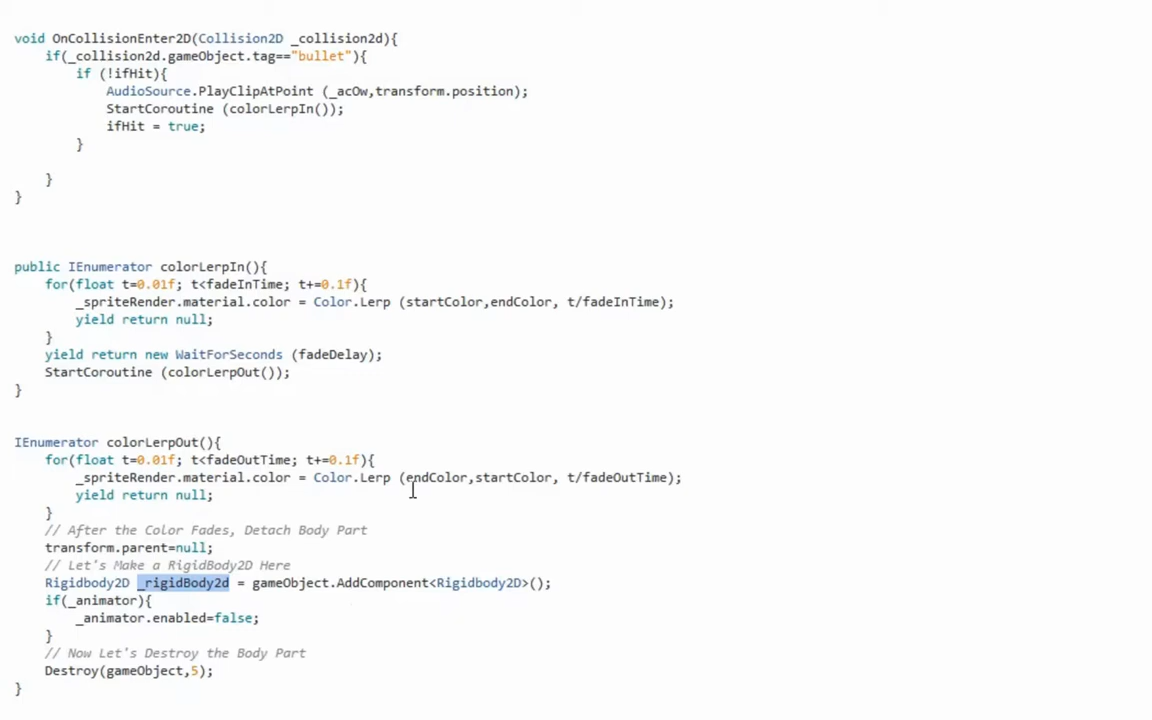 void OnCollisionEnter2D(Collision2D _collision2d){
if(_collision2d.gameObject.tag=="bullet"){
if (!ifHit){
AudioSource.PlayClipAtPoint (_acOw,transform.position);
StartCoroutine (colorLerpIn());
ifHit = true;
}
}
}
public IEnumerator colorLerpIn(){
for(float t=0.01f; t<fadeInTime; t+=0.1f){
_spriteRender.material.color = Color.Lerp (startColor,endColor, t/fadeInTime);
yield return null;
}
yield return new WaitForSeconds (fadeDelay);
StartCoroutine (colorLerpOut());
}
IEnumerator colorLerpOut(){
for(float t=0.01f; t<fadeOutTime; t+=0.1f){
_spriteRender.material.color = Color.Lerp (endColor,startColor, t/fadeOutTime);
yield return null;
}
// After the Color Fades, Detach Body Part
transform.parent=null;
// Let's Make a RigidBody2D Here
Rigidbody2D _rigidBody2d = gameObject.AddComponent<Rigidbody2D>();
if(_animator){
_animator.enabled=false;
}
// Now Let's Destroy the Body Part
Destroy(gameObject,5);
}